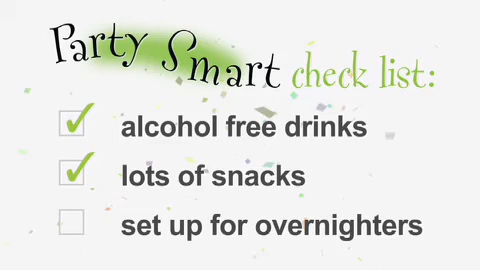 Party Smart check list:
alcohol free drinks
lots of snacks
set up for overnighters